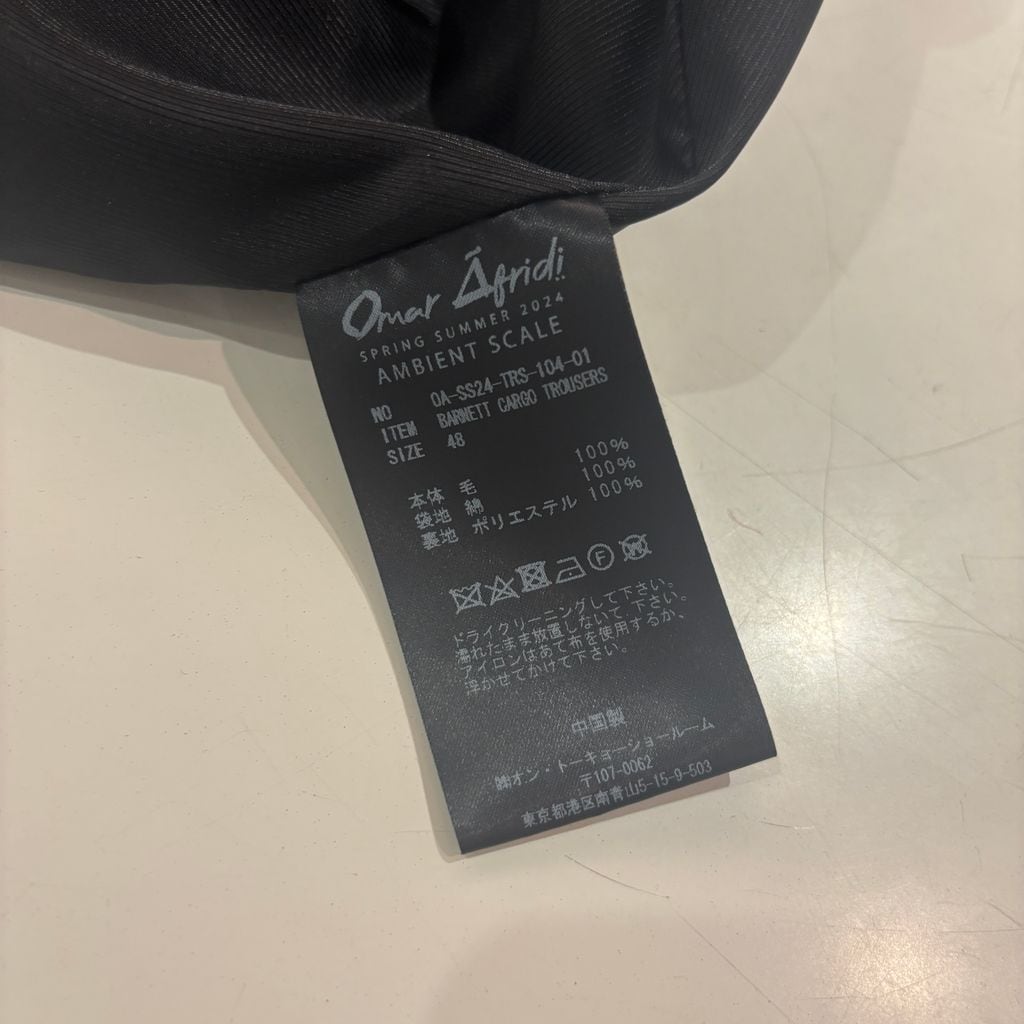 Omar Afridi
SPRING SUMMER 2024
AMBIENT SCALE
NO OA-SS24-TRS-104-01
ITEM BARNETT CARGO TROUSERS
SIZE 48
本体 毛 100%
袋地 綿 100%
裏地 ポリエステル 100%
F
W
ドライクリーニングして下さい。
濡れたまま放置しないで下さい。
アイロンはあて布を使用するか、
浮かせてかけて下さい。
中国製
㈱オン・トーキョーショールーム
〒107-0062
東京都港区南青山5-15-9-503